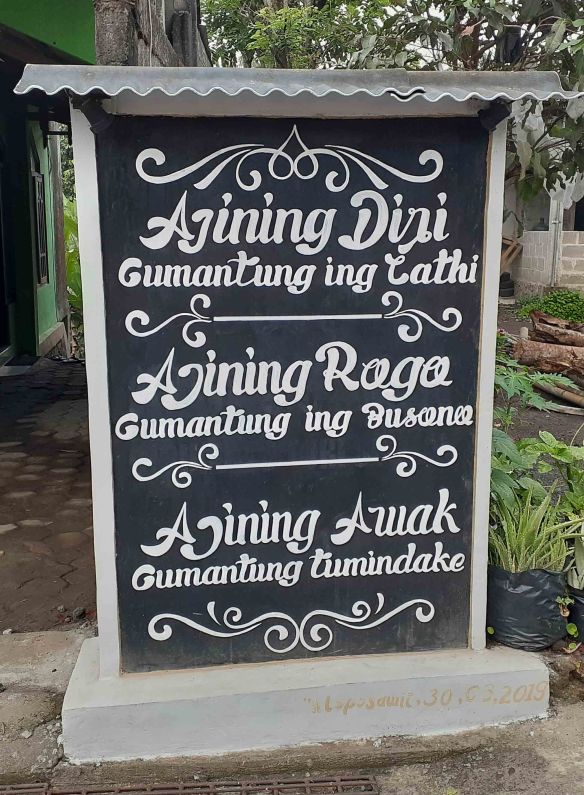 Ajining Diri
Gumantung ing Lathi
Ajining Raga
Gumantung ing Busana
Ajining Awak
Gumantung tumindake
30.03.2019